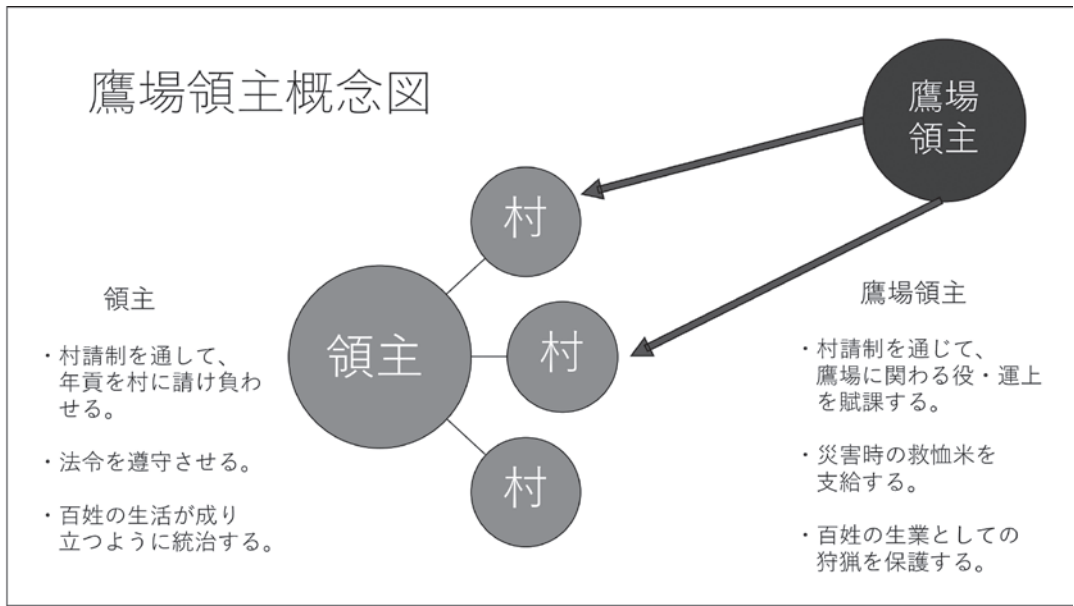 鷹場領主概念図
鷹場
領主
村
領主
村
村
領主
・村請制を通して、
年貢を村に請け負わ
せる。
・法令を遵守させる。
・百姓の生活が成り
立つように統治する。
鷹場領主
・村請制を通じて、
鷹場に関わる役・運上
を賦課する。
・災害時の救恤米を
支給する。
・百姓の生業としての
狩猟を保護する。